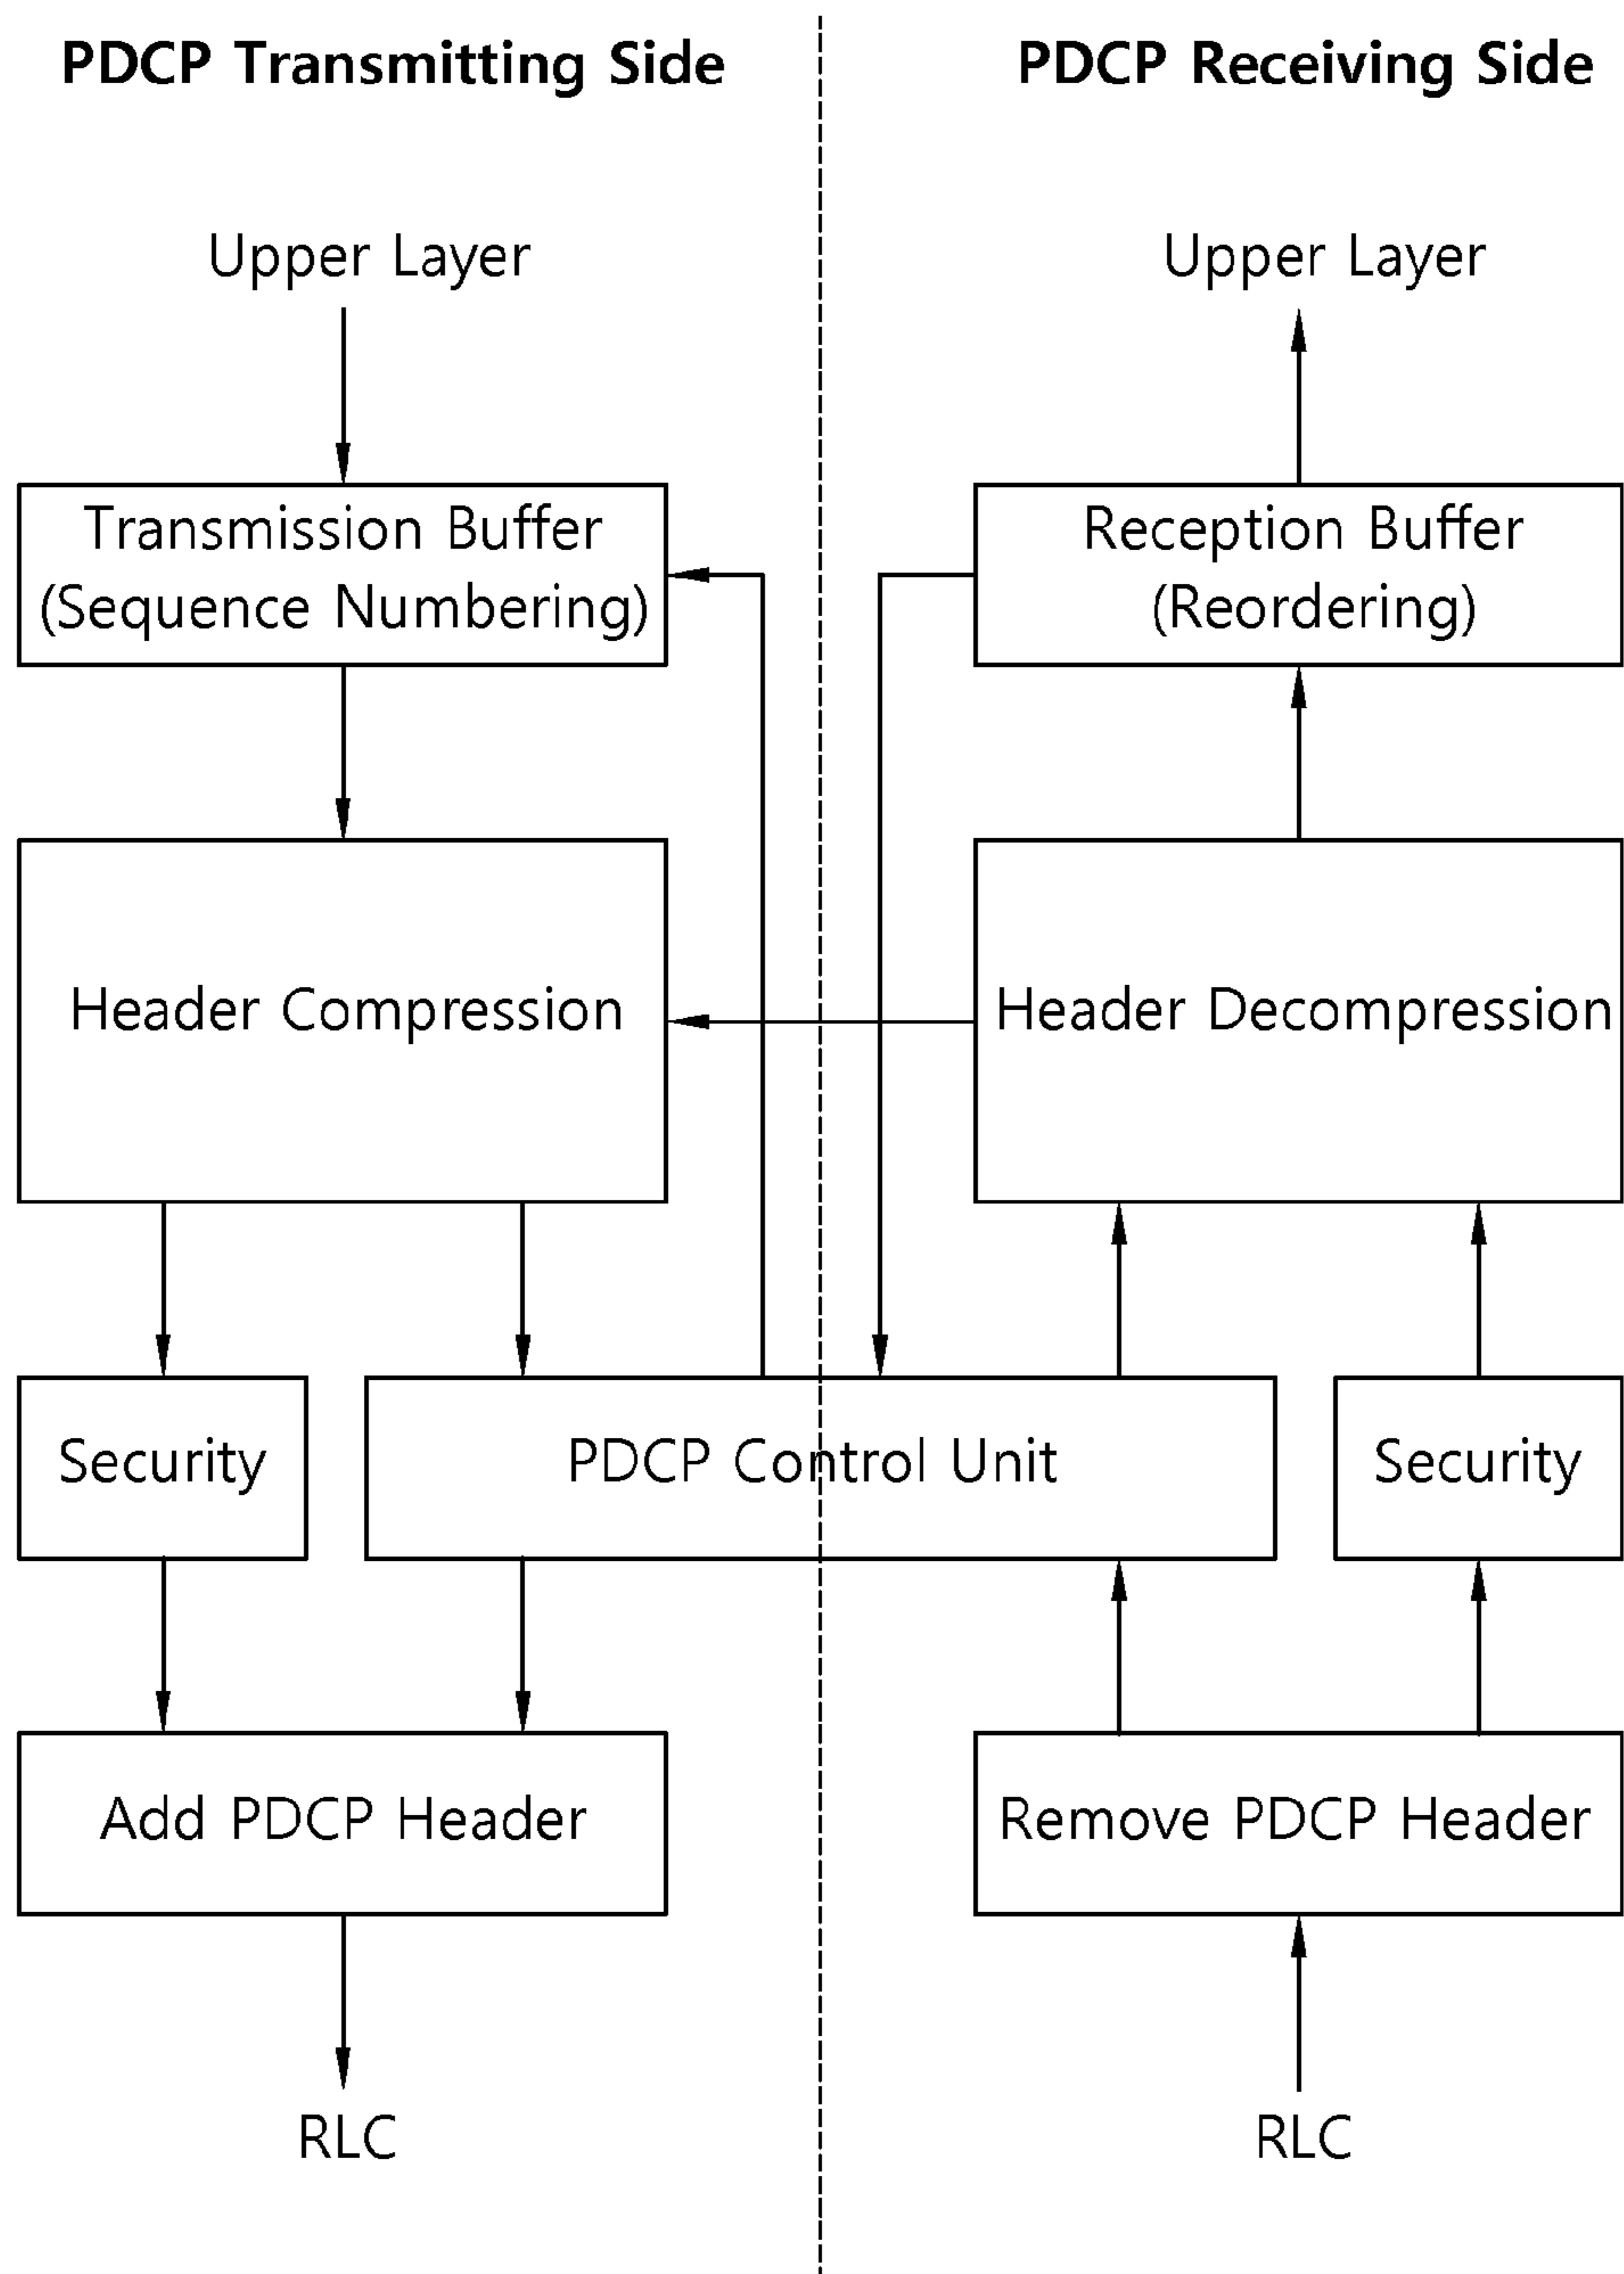 PDCP Transmitting Side
PDCP Receiving Side
Upper Layer
Upper Layer
Transmission Buffer
(Sequence Numbering)
Reception Buffer
(Reordering)
Header Compression
Header Decompression
Security
PDCP Control Unit
Security
Add PDCP Header
Remove PDCP Header
RLC
RLC